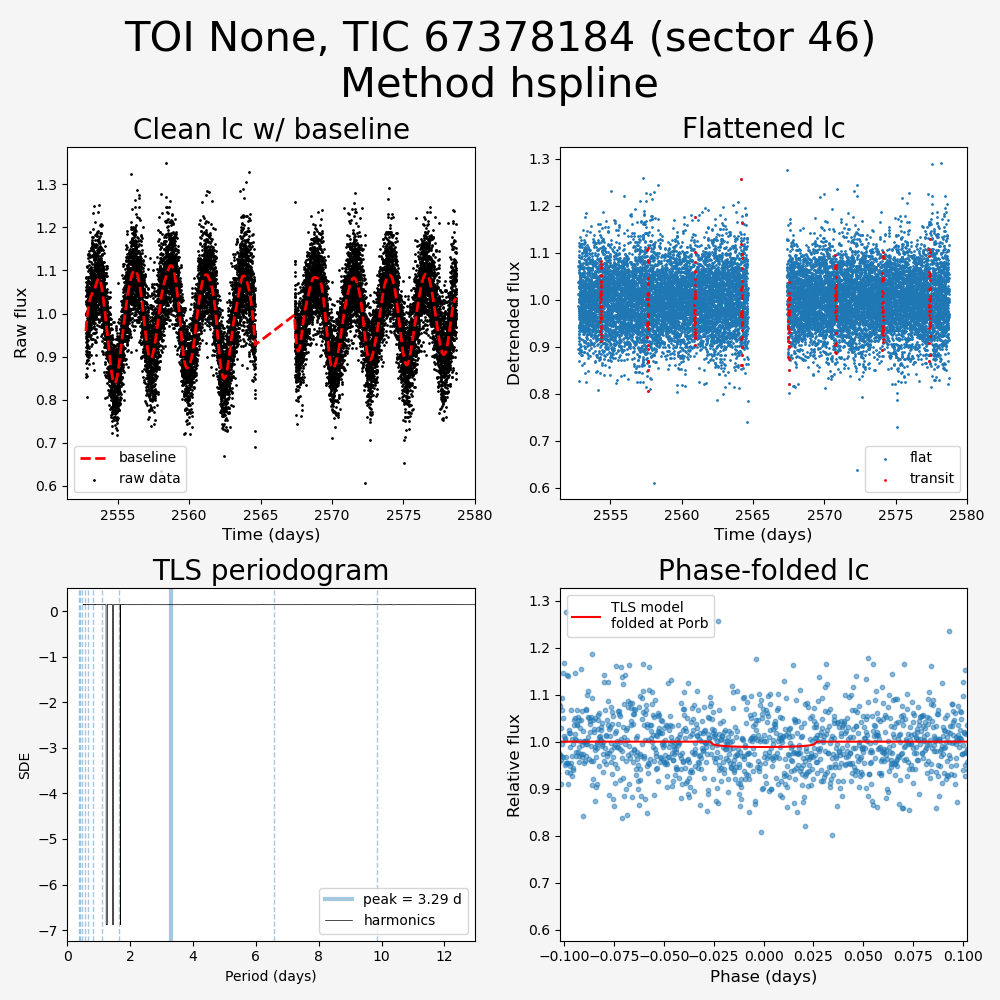 TOI None, TIC 67378184 (sector 46)
Method hspline
Clean lc w/ baseline
Raw flux
1.3
1.2
1.1
1.0
0.9
0.8
0.7
0.6
baseline
raw data
2555 2560 2565 2570 2575 2580
Time (days)
Flattened lc
Detrended flux
1.3
1.2
1.1
1.0
0.9
0.8
0.7
0.6
flat
transit
2555 2560 2565 2570 2575 2580
Time (days)
TLS periodogram
SDE
0
−1
−2
−3
−4
−5
−6
−7
peak = 3.29 d
harmonics
0 2 4 6 8 10 12
Period (days)
Phase-folded lc
Relative flux
1.3
1.2
1.1
1.0
0.9
0.8
0.7
0.6
TLS model
folded at Porb
−0.100 −0.075 −0.050 −0.025 0.000 0.025 0.050 0.075 0.100
Phase (days)